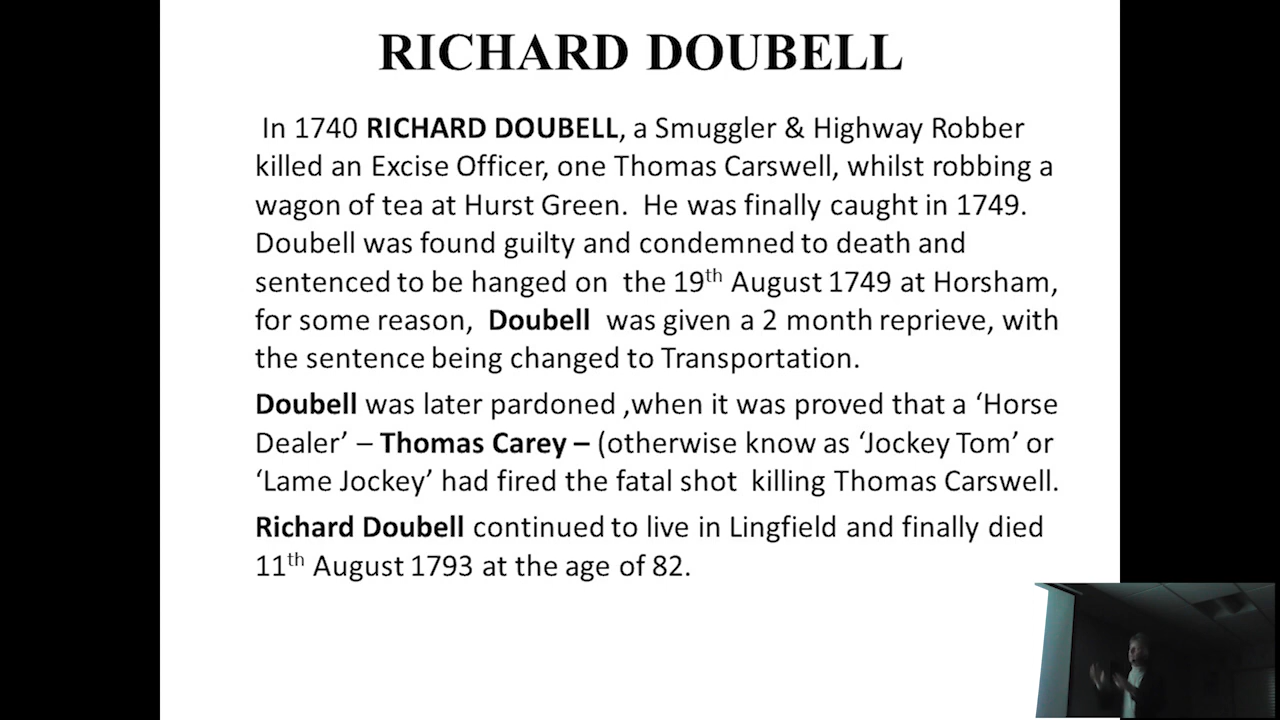 RICHARD DOUBELL
In 1740 RICHARD DOUBELL, a Smuggler & Highway Robber
killed an Excise Officer, one Thomas Carswell, whilst robbing a
wagon of tea at Hurst Green.  He was finally caught in 1749.
Doubell was found guilty and condemned to death and
sentenced to be hanged on  the 19th August 1749 at Horsham,
for some reason,  Doubell  was given a 2 month reprieve, with
the sentence being changed to Transportation.
Doubell was later pardoned ,when it was proved that a ‘Horse
Dealer’ – Thomas Carey – (otherwise know as ‘Jockey Tom’ or
‘Lame Jockey’ had fired the fatal shot  killing Thomas Carswell.
Richard Doubell continued to live in Lingfield and finally died
11th August 1793 at the age of 82.